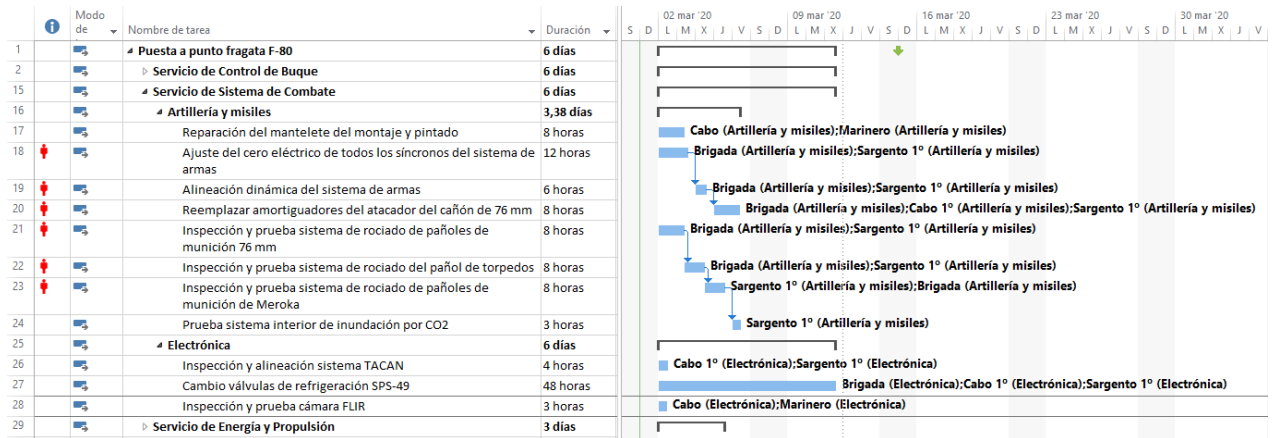 Modo de
Nombre de tarea
Duración
02 mar '20 09 mar '20 16 mar '20 23 mar '20 30 mar '20
S D L M X J V S D L M X J V S D L M X J V S D L M X J V S D L M X J V
1 Puesta a punto fragata F-80 6 días
2 Servicio de Control de Buque 6 días
15 Servicio de Sistema de Combate 6 días
16 Artillería y misiles 3,38 días
17 Reparación del mantelete del montaje y pintado 8 horas Cabo (Artillería y misiles);Marinero (Artillería y misiles)
18 Ajuste del cero eléctrico de todos los síncronos del sistema de 12 horas Brigada (Artillería y misiles);Sargento 1º (Artillería y misiles)
armas
19 Alineación dinámica del sistema de armas 6 horas Brigada (Artillería y misiles);Sargento 1º (Artillería y misiles)
20 Reemplazar amortiguadores del atacador del cañón de 76 mm 8 horas Brigada (Artillería y misiles);Cabo 1º (Artillería y misiles);Sargento 1º (Artillería y misiles)
21 Inspección y prueba sistema de rociado de pañoles de 8 horas Brigada (Artillería y misiles);Sargento 1º (Artillería y misiles)
munición 76 mm
22 Inspección y prueba sistema de rociado del pañol de torpedos 8 horas Brigada (Artillería y misiles);Sargento 1º (Artillería y misiles)
23 Inspección y prueba sistema de rociado de pañoles de 8 horas Sargento 1º (Artillería y misiles);Brigada (Artillería y misiles)
munición de Meroka
24 Prueba sistema interior de inundación por CO2 3 horas Sargento 1º (Artillería y misiles)
25 Electrónica 6 días
26 Inspección y alineación sistema TACAN 4 horas Cabo 1º (Electrónica);Sargento 1º (Electrónica)
27 Cambio válvulas de refrigeración SPS-49 48 horas Brigada (Electrónica);Cabo 1º (Electrónica);Sargento 1º (Electrónica)
28 Inspección y prueba cámara FLIR 3 horas Cabo (Electrónica);Marinero (Electrónica)
29 Servicio de Energía y Propulsión 3 días